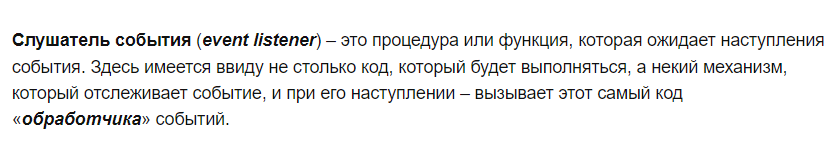 Слушатель события (event listener) – это процедура или функция, которая ожидает наступления
события. Здесь имеется ввиду не столько код, который будет выполняться, а некий механизм,
который отслеживает событие, и при его наступлении – вызывает этот самый код
«обработчика» событий.